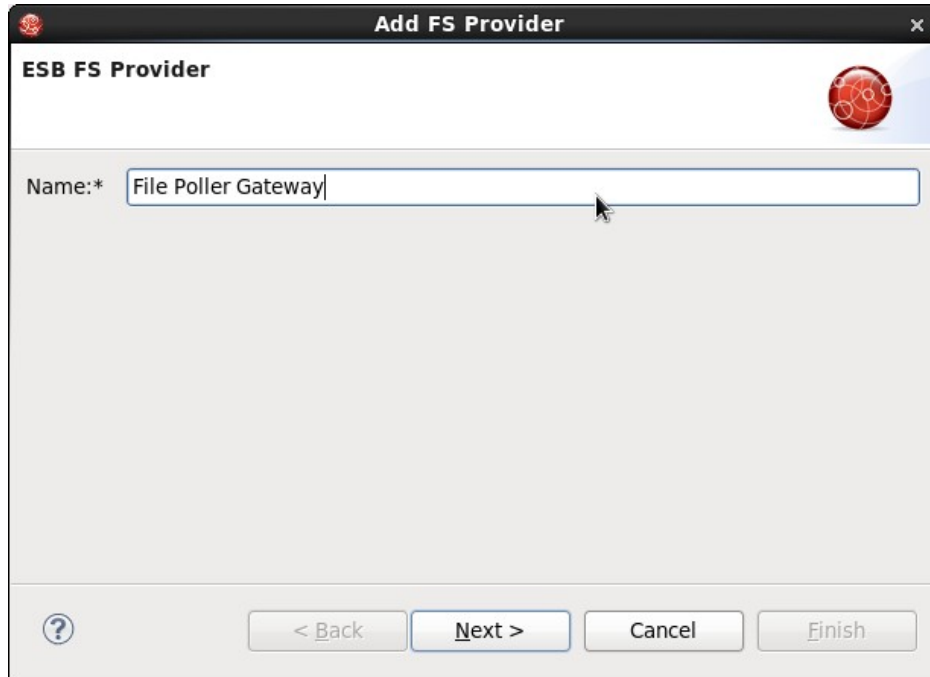 Add FS Provider
ESB FS Provider
Name:* File Poller Gateway
? < Back Next > Cancel Finish